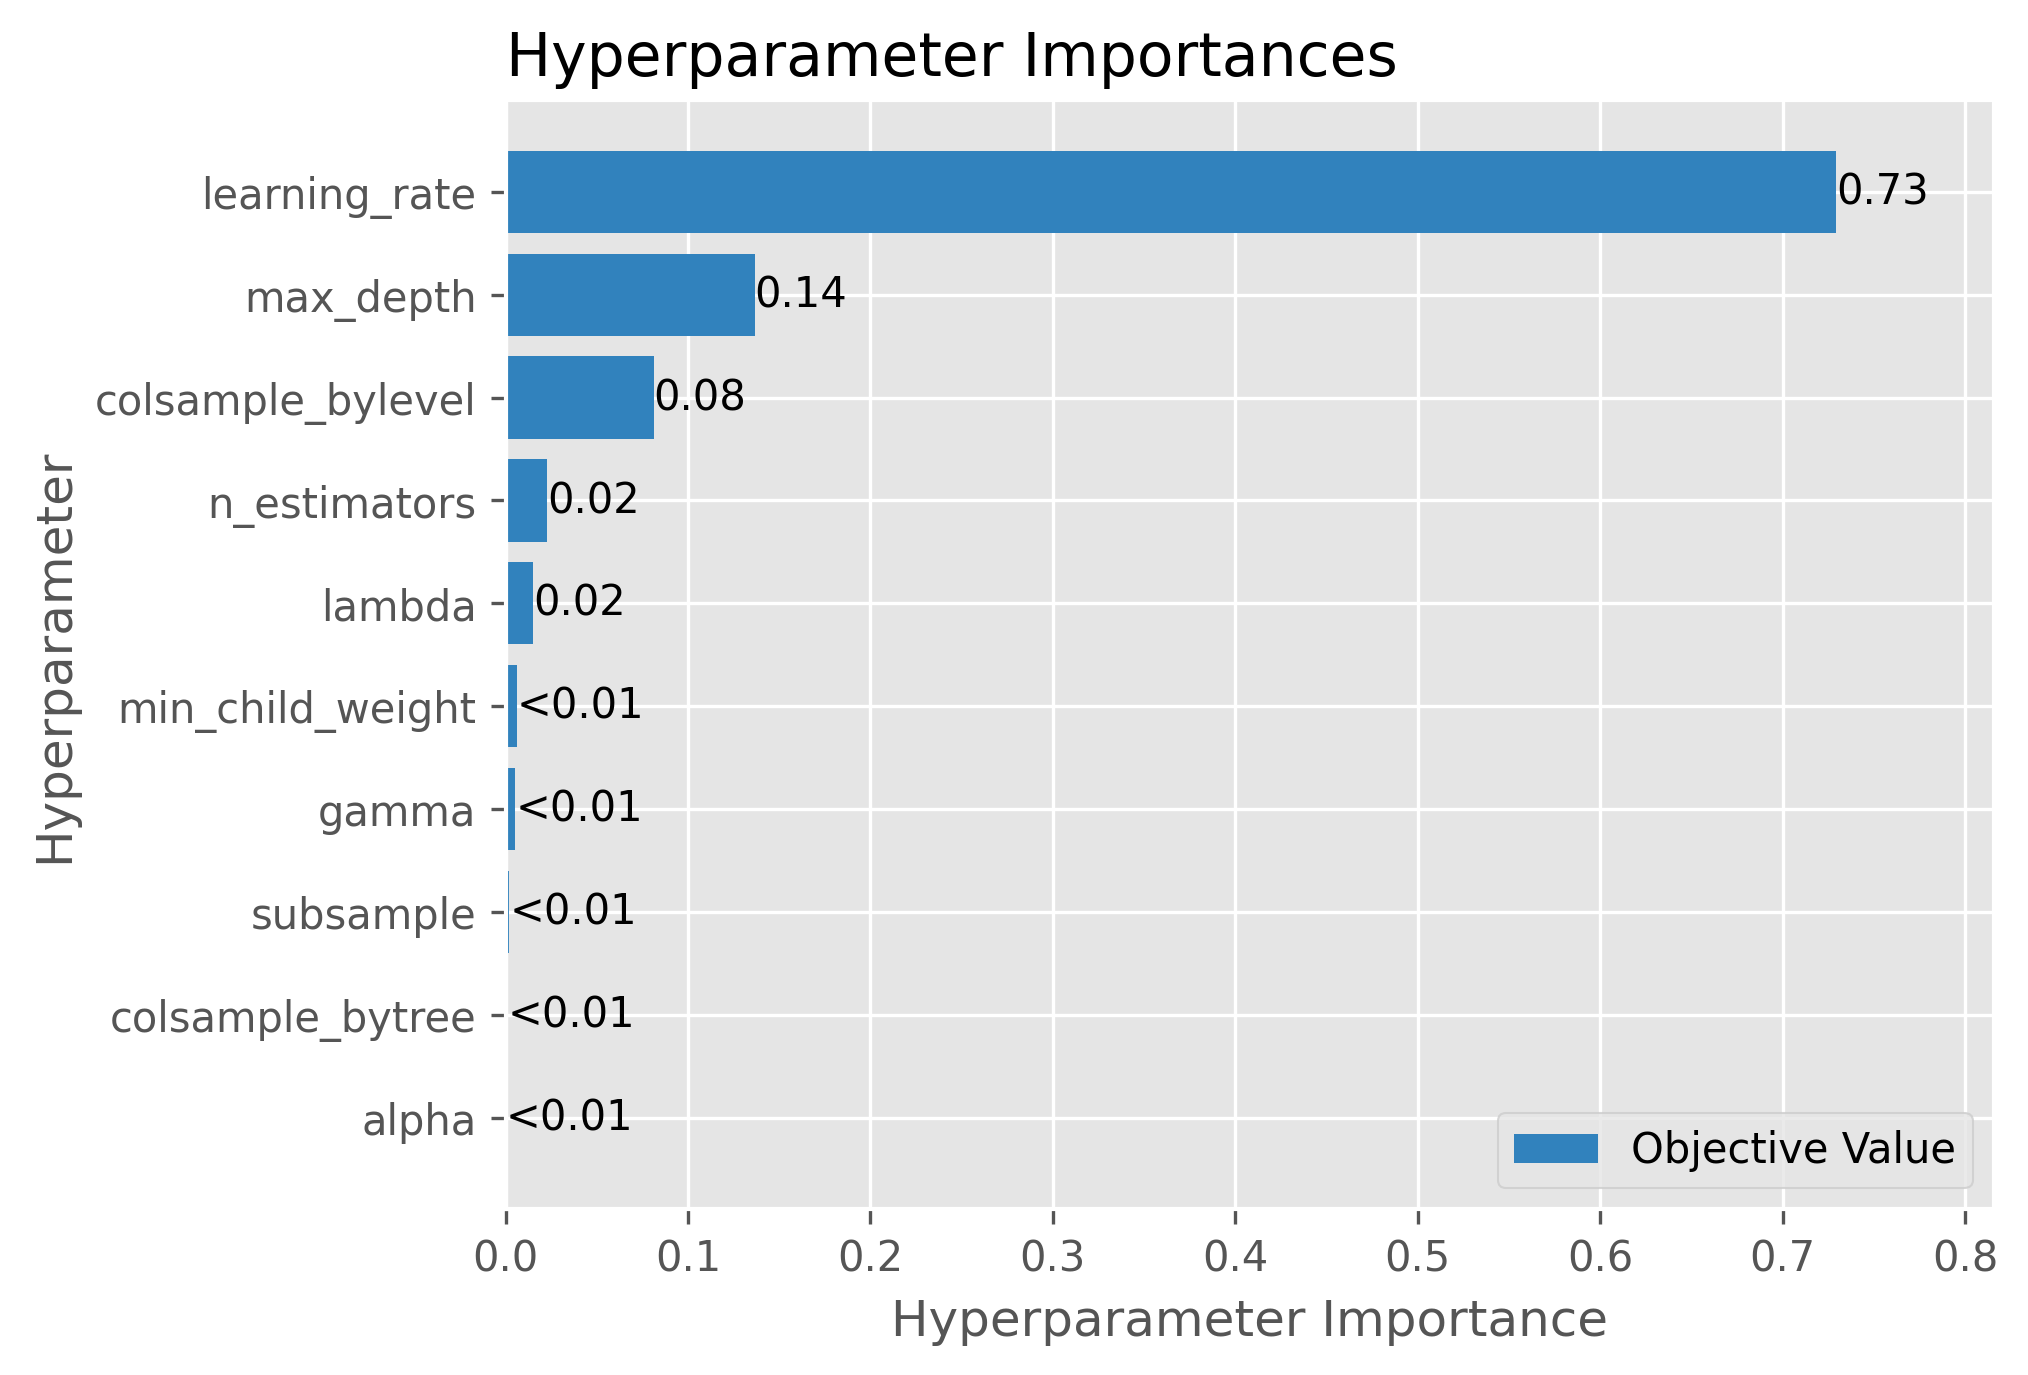 Hyperparameter Importances
Hyperparameter
learning_rate 0.73
max_depth 0.14
colsample_bylevel 0.08
n_estimators 0.02
lambda 0.02
min_child_weight <0.01
gamma <0.01
subsample <0.01
colsample_bytree <0.01
alpha <0.01
Objective Value
0.0 0.1 0.2 0.3 0.4 0.5 0.6 0.7 0.8
Hyperparameter Importance